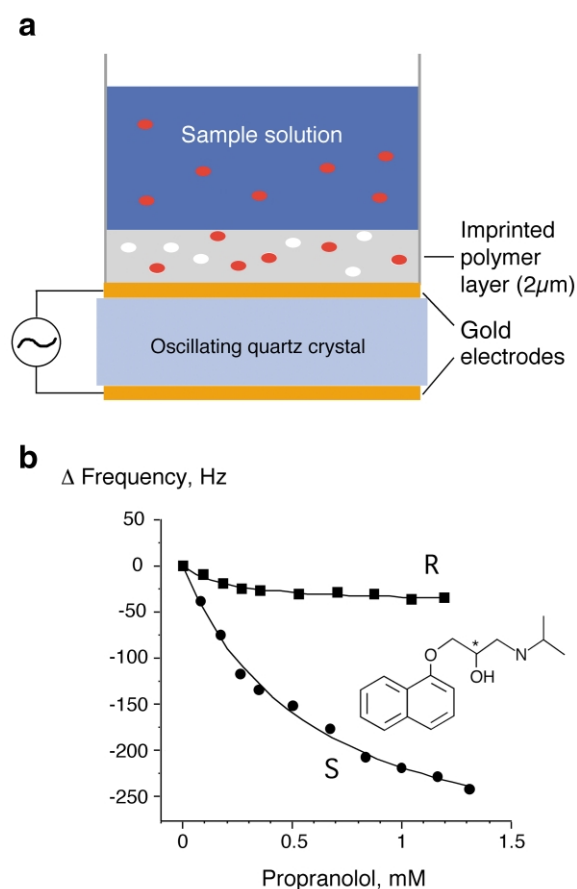 a
Sample solution
Imprinted
polymer
layer (2μm)
Gold
electrodes
Oscillating quartz crystal
b
Δ Frequency, Hz
50
0
-50
-100
-150
-200
-250
R
S
O
*
N
OH
0
0.5
1
1.5
Propranolol, mM